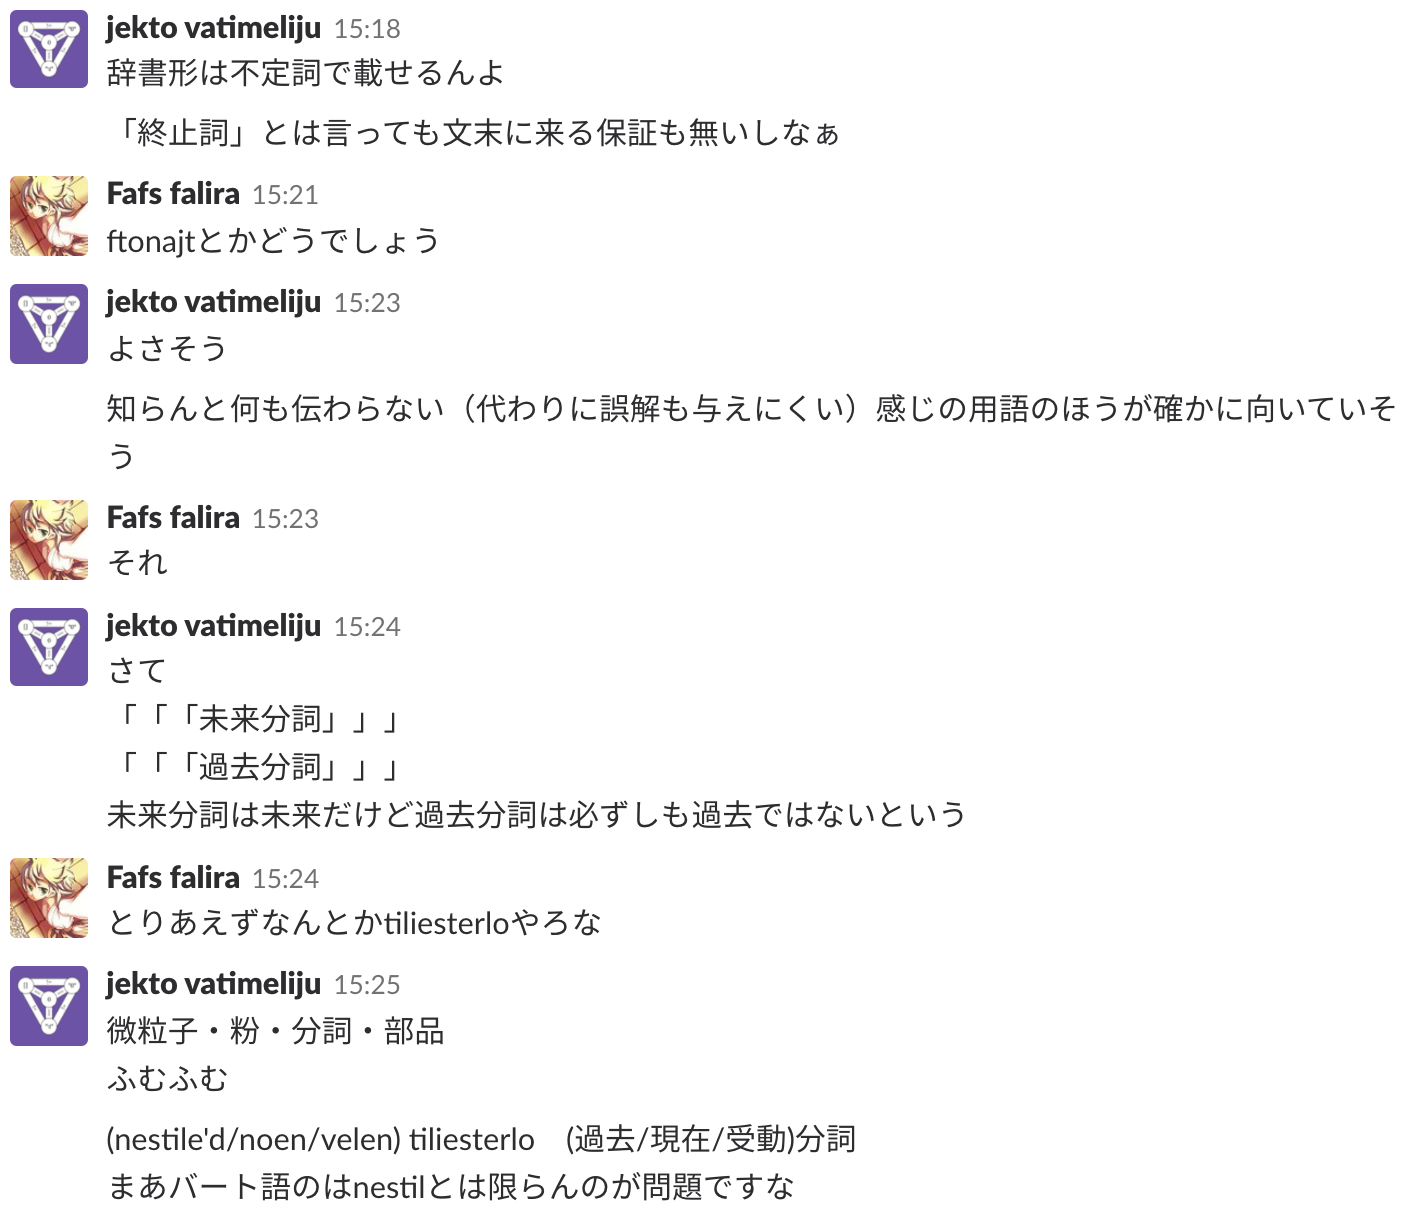 jekto vatimeliju 15:18
辞書形は不定詞で載せるんよ
「終止詞」とは言っても文末に来る保証も無いしなぁ
Fafs falira 15:21
ftonajtとかどうでしょう
jekto vatimeliju 15:23
よさそう
知らんと何も伝わらない（代わりに誤解も与えにくい）感じの用語のほうが確かに向いていそ
う
Fafs falira 15:23
それ
jekto vatimeliju 15:24
さて
「「「未来分詞」」」
「「「過去分詞」」」
未来分詞は未来だけど過去分詞は必ずしも過去ではないという
Fafs falira 15:24
とりあえずなんとかtiliesterloやろな
jekto vatimeliju 15:25
微粒子・粉・分詞・部品
ふむふむ
(nestile'd/noen/velen) tiliesterlo　(過去/現在/受動)分詞
まあバート語のはnestilとは限らんのが問題ですな